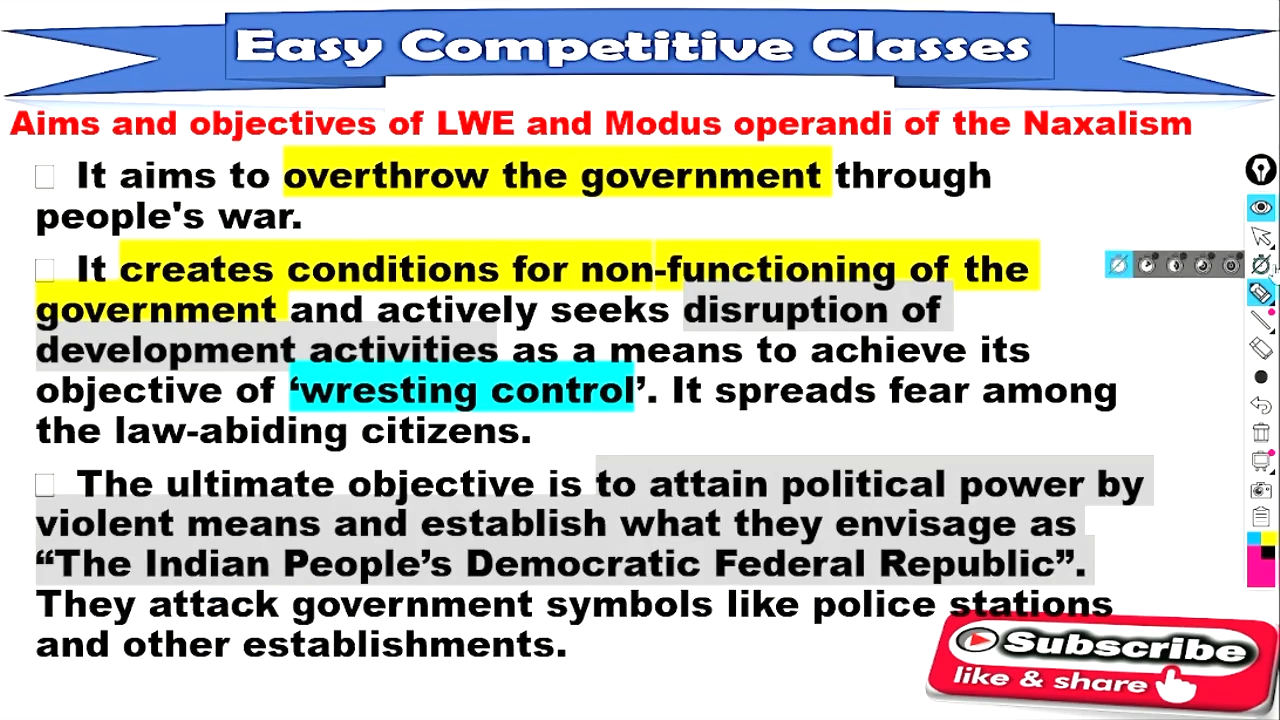 Easy Competitive Classes
Aims and objectives of LWE and Modus operandi of the Naxalism
It aims to overthrow the government through
people's war.
It creates conditions for non-functioning of the
government and actively seeks disruption of
development activities as a means to achieve its
objective of ‘wresting control’. It spreads fear among
the law-abiding citizens.
The ultimate objective is to attain political power by
violent means and establish what they envisage as
“The Indian People’s Democratic Federal Republic”.
They attack government symbols like police stations
and other establishments.
Subscribe
like & share